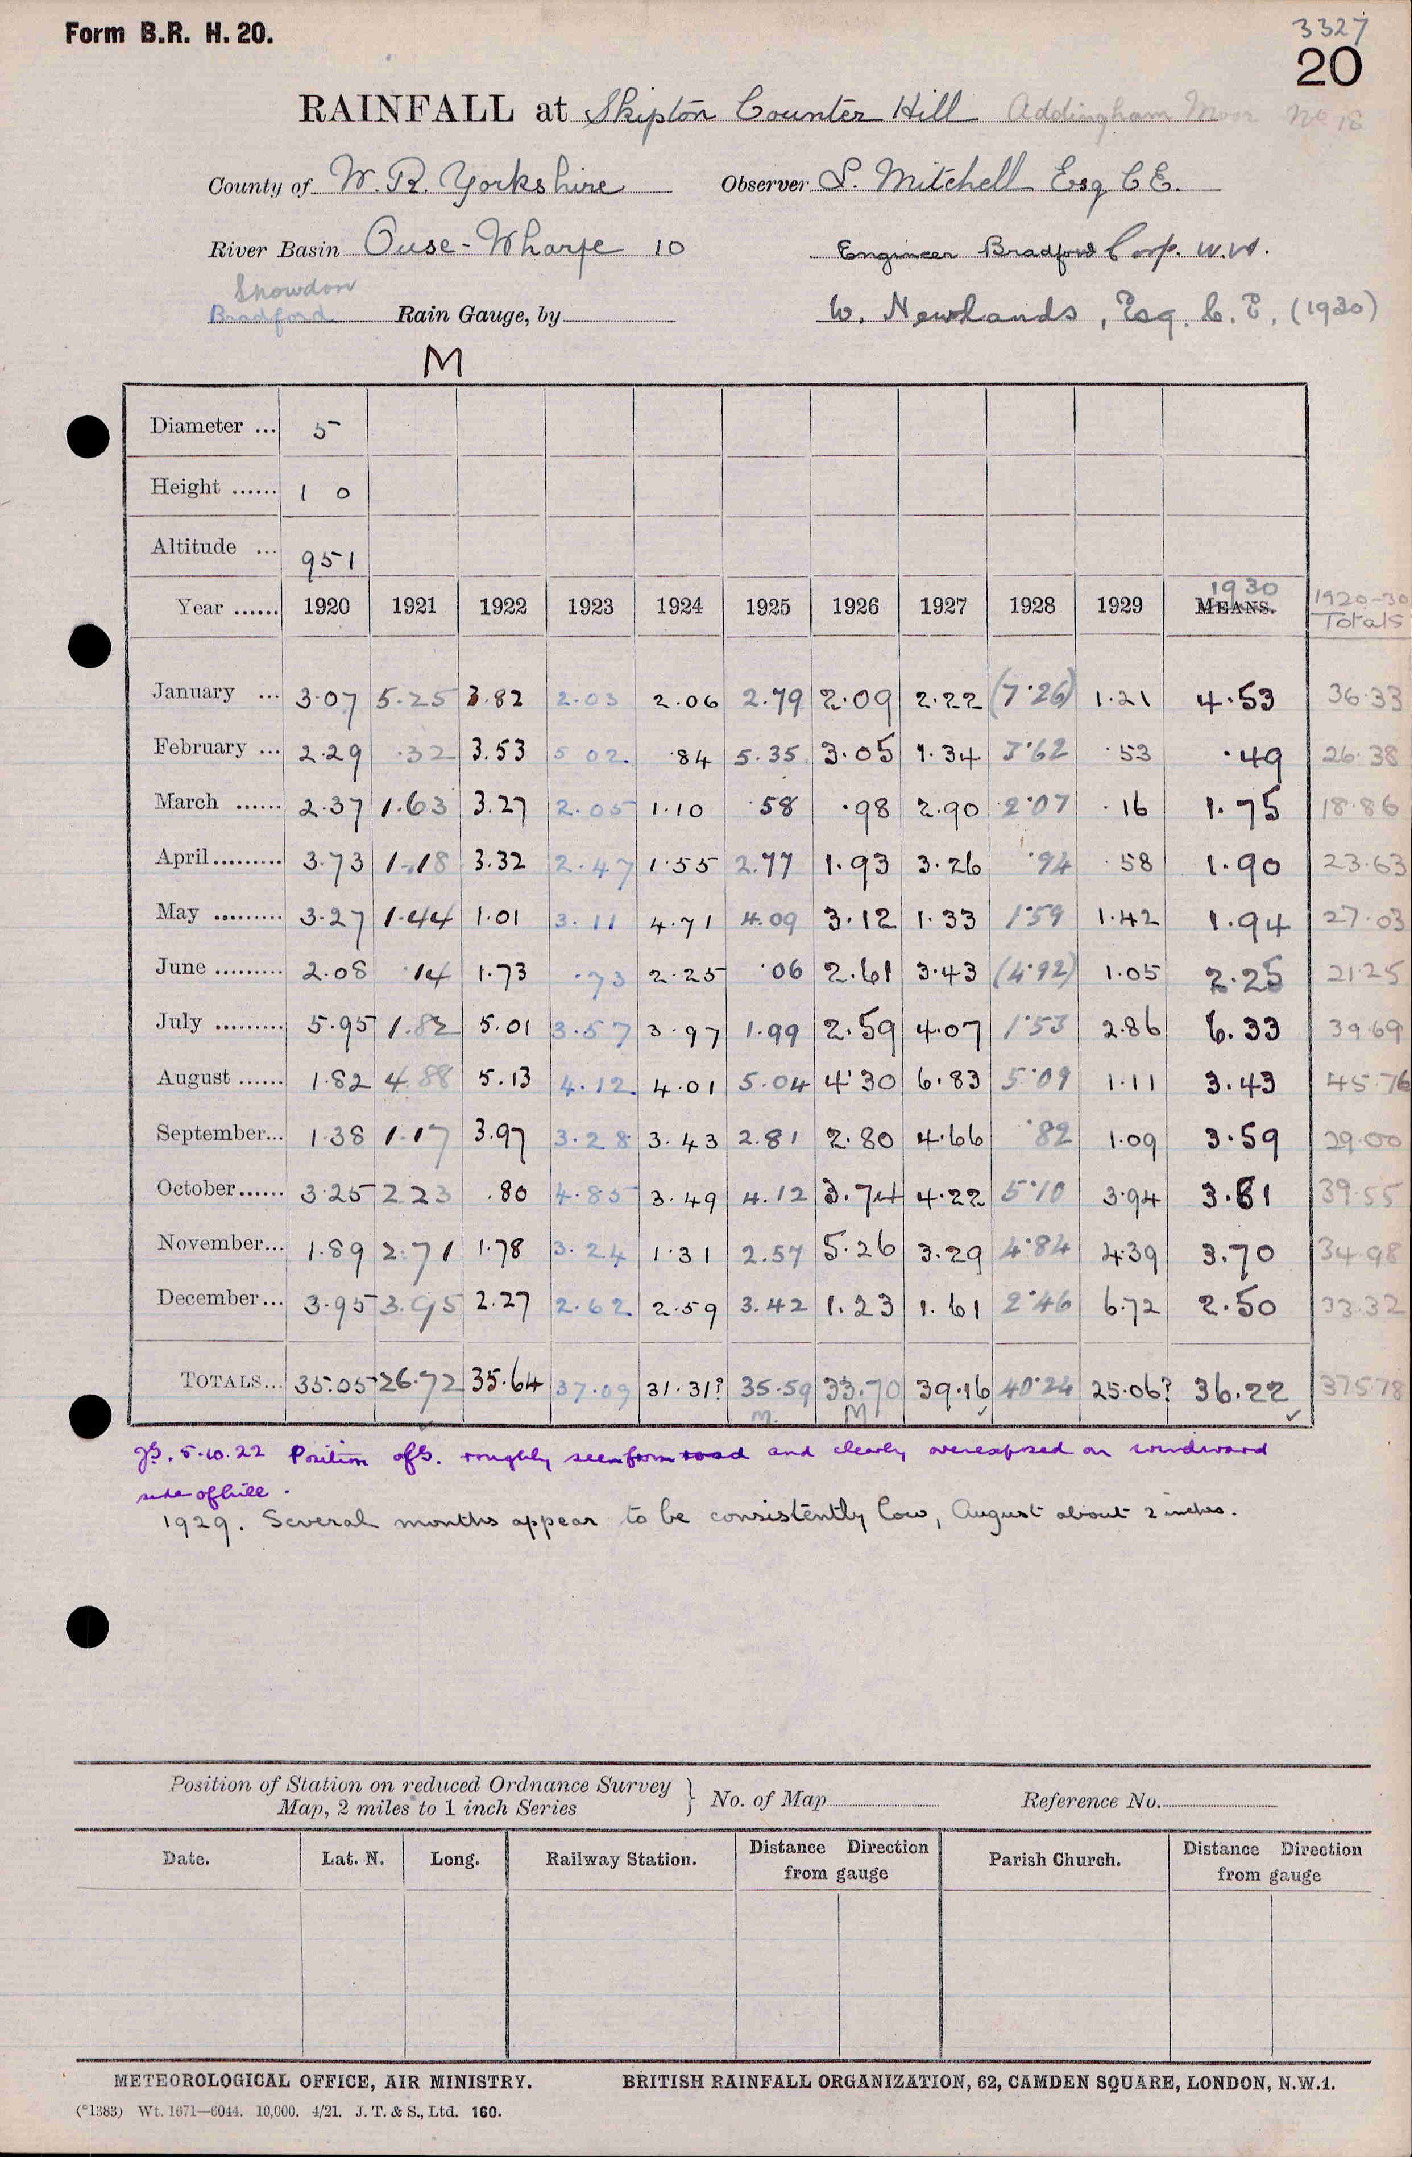 Form B.R. H. 20.
3327
20
RAINFALL at Skipton Counter Hill Addingham Moor No 18
County of W. R. Yorkshire Observer S. Mitchell Esq C E.
River Basin Ouse - Wharfe 10 Engineer Bradford Corp. W.W.
Snowdon
Bradford Rain Gauge, by W. Newlands, Esq. C. E, (1930)
M
Diameter ... 5
Height ...... 1 0
Altitude ... 951
Year ...... 1920 1921 1922 1923 1924 1925 1926 1927 1928 1929 1930 MEANS. 1920-30 Totals
January ... 3.07 5.25 3.82 2.03 2.06 2.79 2.09 2.22 (7.26) 1.21 4.53 36.33
February ... 2.29 .32 3.53 5.02 .84 5.35 3.05 1.34 3.62 .53 .49 26.38
March ...... 2.37 1.63 3.27 2.05 1.10 .58 .98 2.90 2.07 .16 1.75 18.86
April......... 3.73 1.18 3.32 2.47 1.55 2.77 1.93 3.26 .94 .58 1.90 23.63
May ......... 3.27 1.44 1.01 3.11 4.71 4.09 3.12 1.33 1.59 1.42 1.94 27.03
June ......... 2.08 .14 1.73 .73 2.25 .06 2.61 3.43 (4.92) 1.05 2.25 21.25
July ......... 5.95 1.82 5.01 3.57 3.97 1.99 2.59 4.07 1.53 2.86 6.33 39.69
August ...... 1.82 4.88 5.13 4.12 4.01 5.04 4.30 6.83 5.09 1.11 3.43 45.76
September... 1.38 1.17 3.97 3.28 3.43 2.81 2.80 4.66 .82 1.09 3.59 29.00
October...... 3.25 2.23 .80 4.85 3.49 4.12 3.74 4.22 5.10 3.94 3.81 39.55
November... 1.89 2.71 1.78 3.24 1.31 2.57 5.26 3.29 4.84 4.39 3.70 34.98
December... 3.95 3.95 2.27 2.62 2.59 3.42 1.23 1.61 2.46 6.72 2.50 33.32
TOTALS... 35.05 26.72 35.64 37.09 31.31? 35.59 33.70 39.16 40.24 25.06? 36.22 375.78
M. M
5.10.22 Position of G. roughly seen from road and clearly overexposed on windward
side of hill.
1929. Several months appear to be consistently low, August about 2 inches.
Position of Station on reduced Ordnance Survey
Map, 2 miles to 1 inch Series } No. of Map Reference No.
Date. Lat. N. Long. Railway Station. Distance from gauge Direction Parish Church. Distance from gauge Direction
METEOROLOGICAL OFFICE, AIR MINISTRY. BRITISH RAINFALL ORGANIZATION, 62, CAMDEN SQUARE, LONDON, N.W.1.
(*1383) Wt. 1671—6044. 10,000. 4/21. J. T. & S., Ltd. 160.